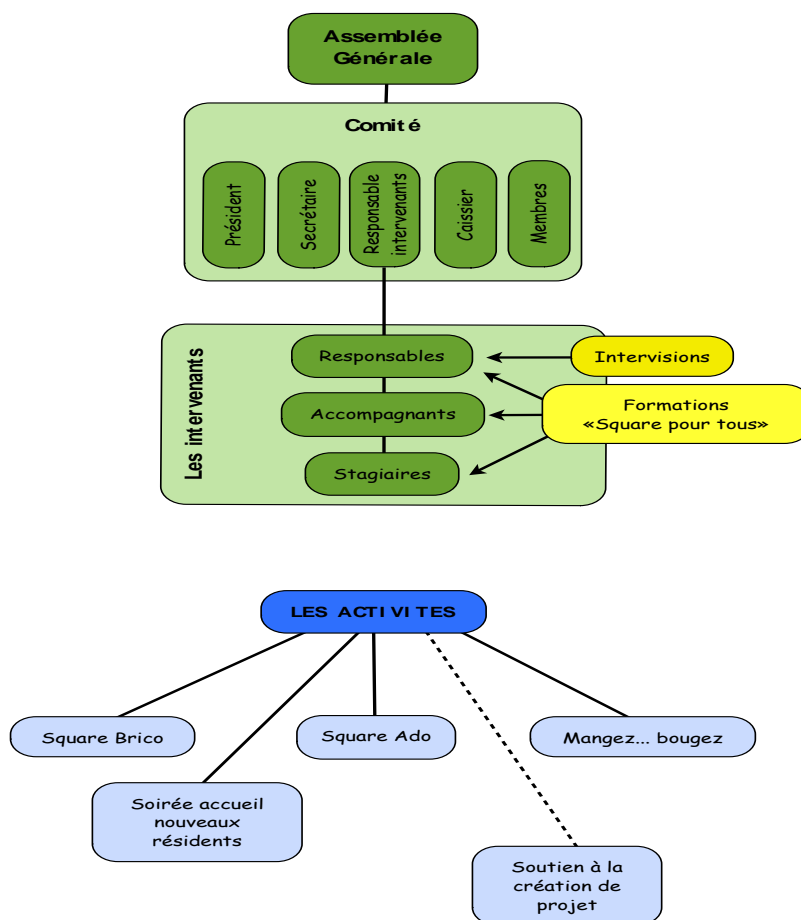 Assemblée
Générale
Comité
Président
Secrétaire
Responsable
intervenants
Caissier
Membres
Les intervenants
Responsables
Intervisions
Accompagnants
Formations
«Square pour tous»
Stagiaires
LES ACTIVITES
Square Brico
Square Ado
Mangez... bougez
Soirée accueil
nouveaux
résidents
Soutien à la
création de
projet